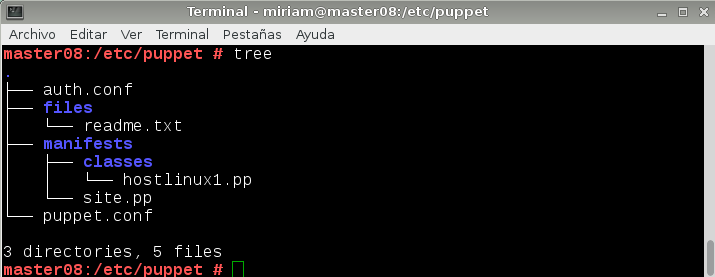 Terminal - miriam@master08:/etc/puppet
Archivo Editar Ver Terminal Pestañas Ayuda
master08:/etc/puppet # tree
.
├── auth.conf
├── files
│   └── readme.txt
├── manifests
│   ├── classes
│   │   └── hostlinux1.pp
│   └── site.pp
└── puppet.conf
3 directories, 5 files
master08:/etc/puppet #